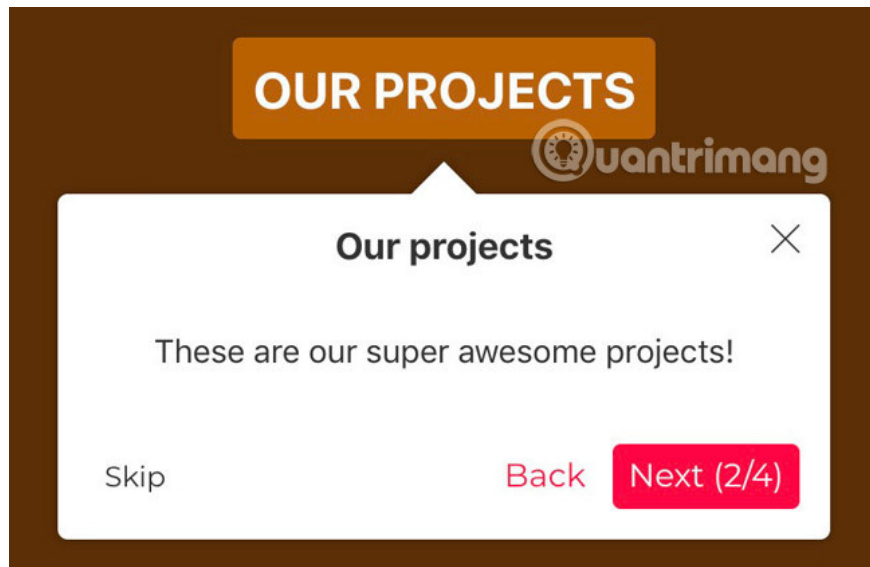 OUR PROJECTS
Quantrimang
Our projects
These are our super awesome projects!
Skip
Back
Next (2/4)